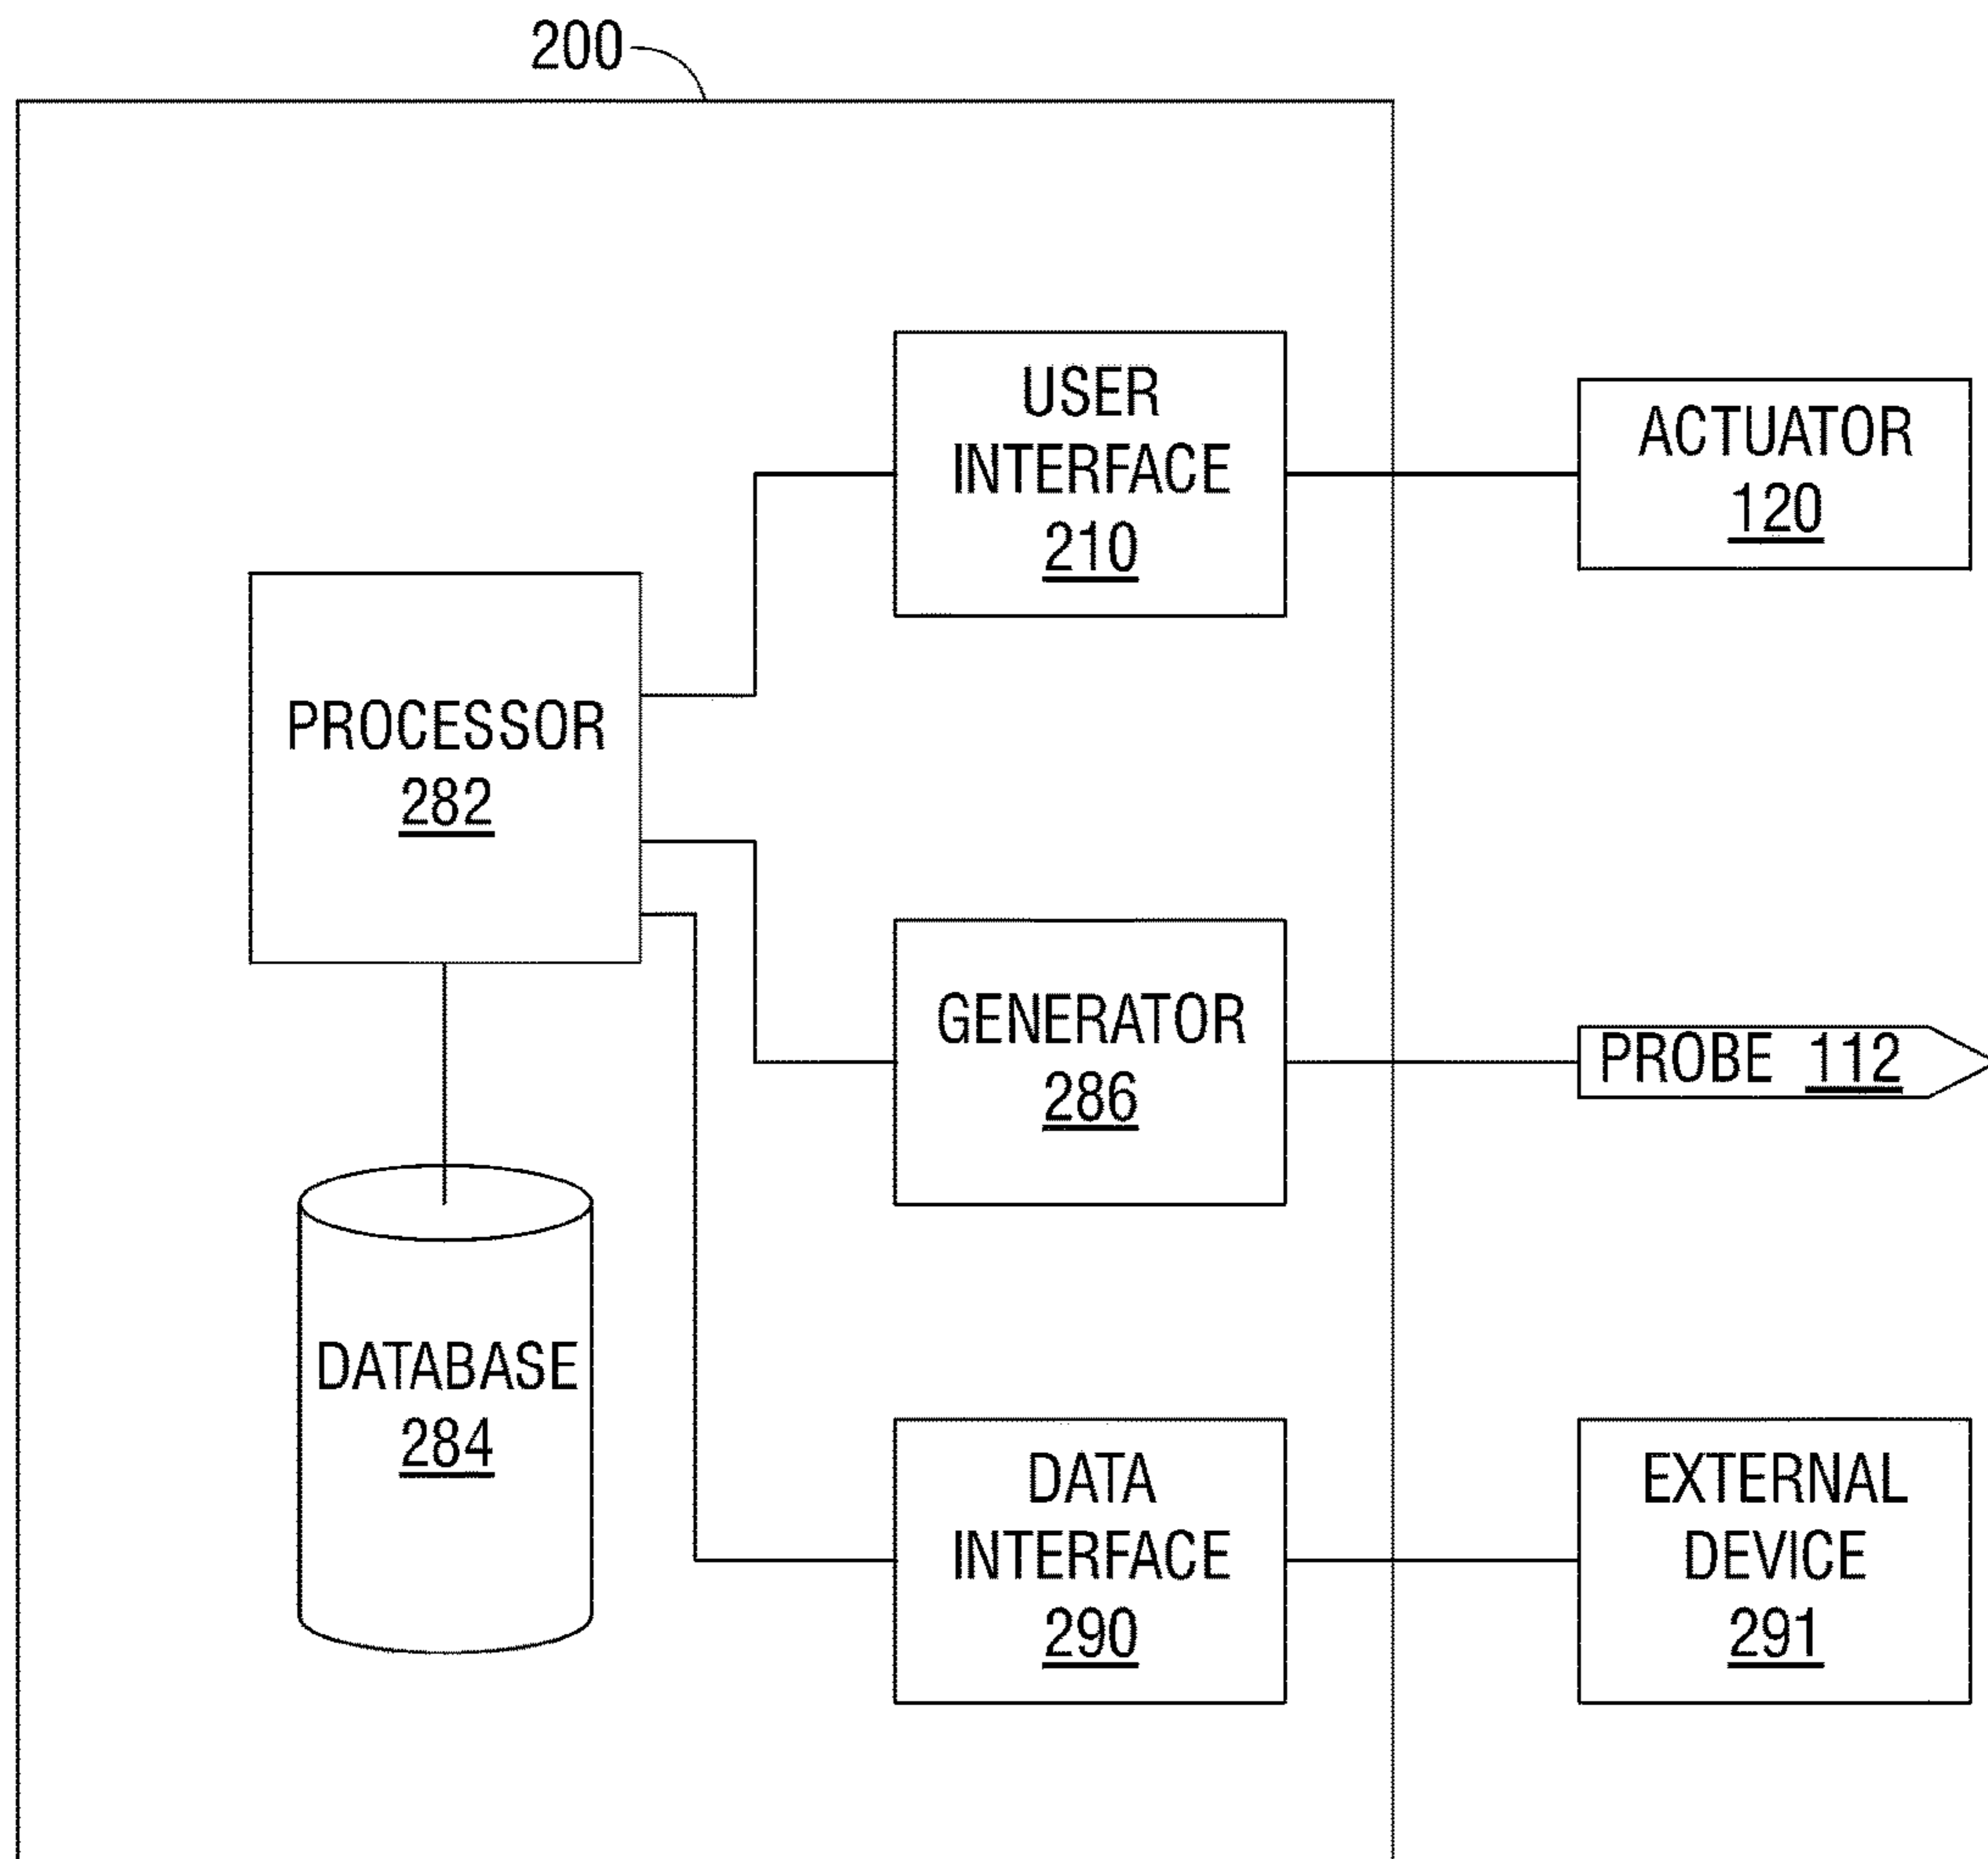 200
USER
INTERFACE
210
ACTUATOR
120
PROCESSOR
282
GENERATOR
286
PROBE 112
DATABASE
284
DATA
INTERFACE
290
EXTERNAL
DEVICE
291